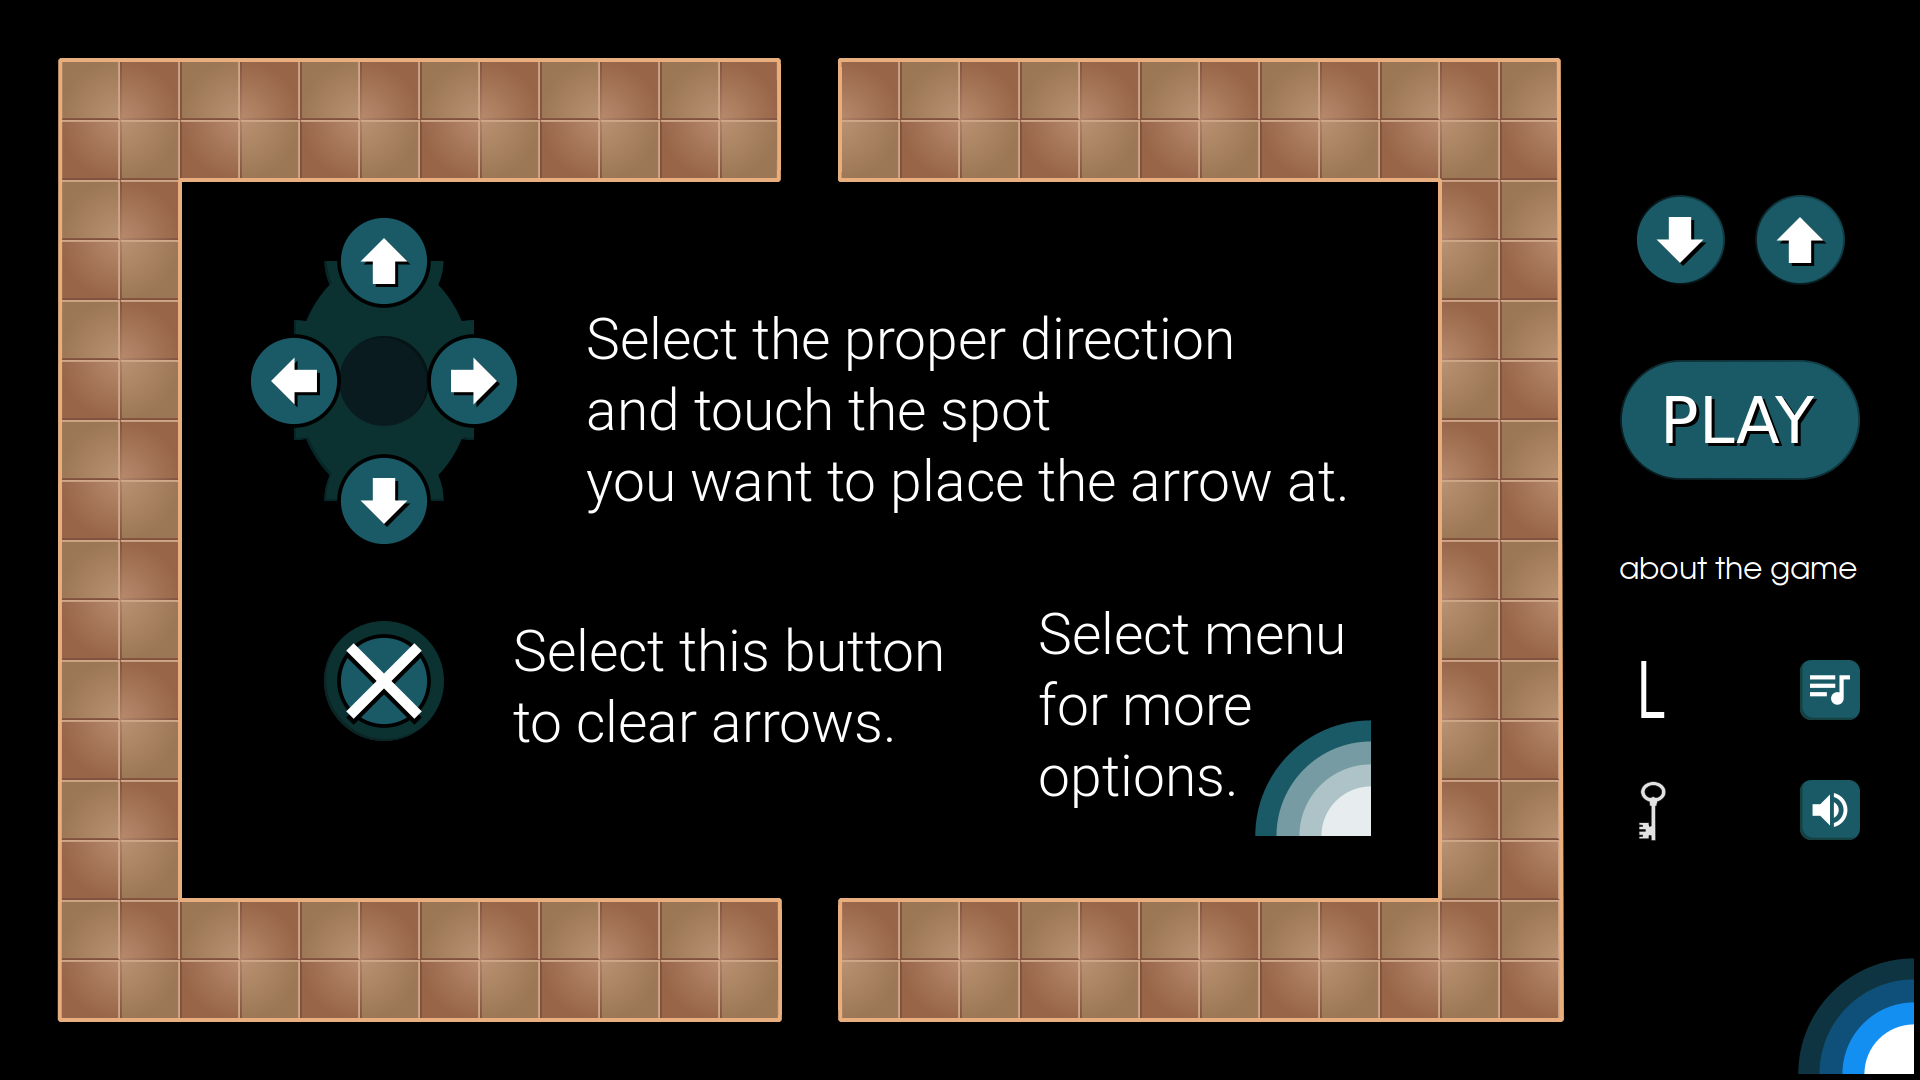 Select the proper direction
and touch the spot
you want to place the arrow at.
Select this button
to clear arrows.
Select menu
for more
options.
PLAY
about the game
L